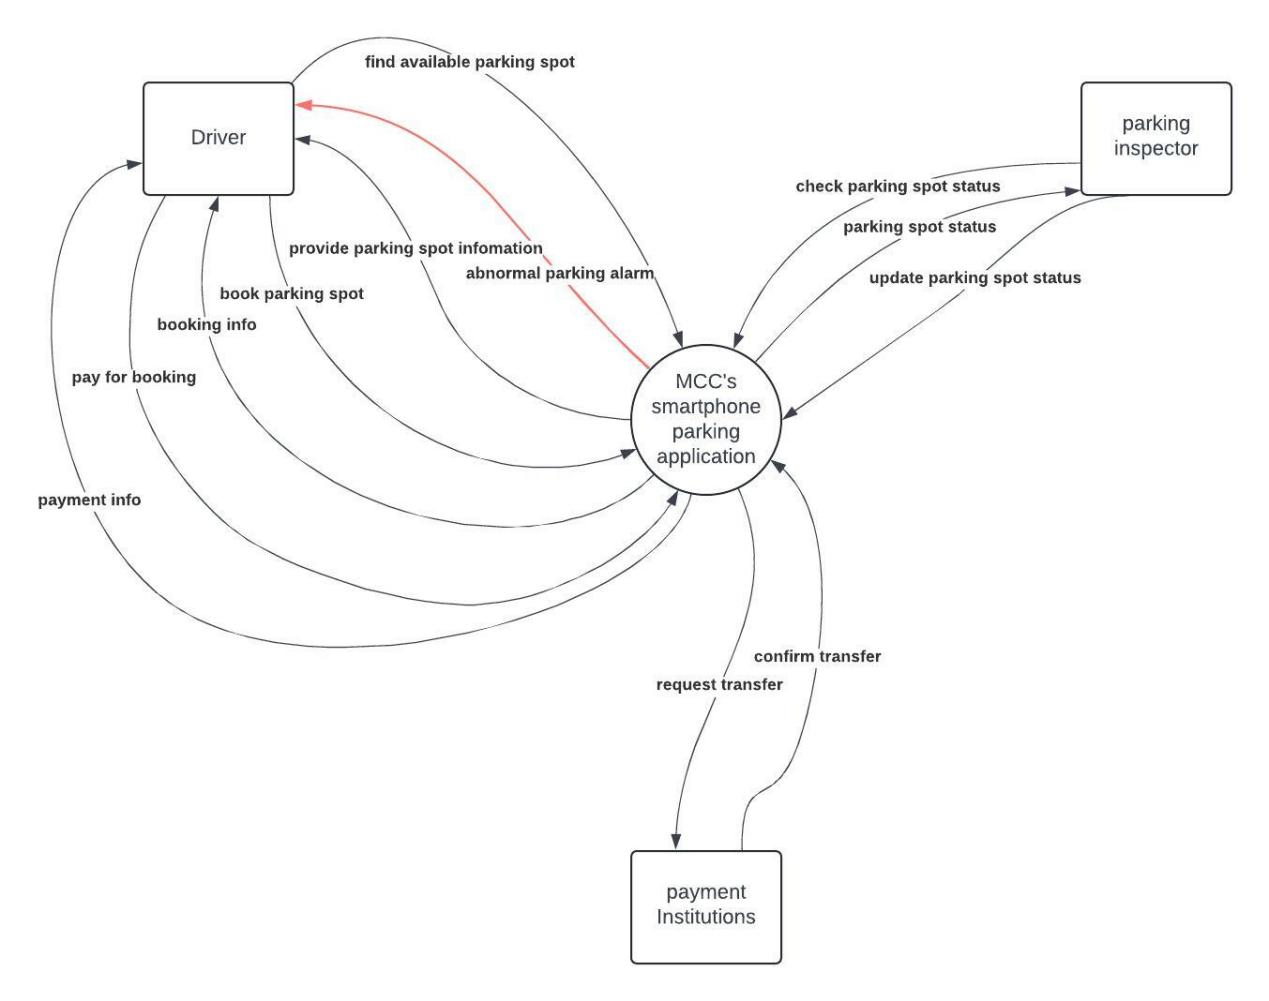 find available parking spot
Driver
parking
inspector
check parking spot status
parking spot status
provide parking spot infomation
abnormal parking alarm
update parking spot status
book parking spot
booking info
pay for booking
MCC's
smartphone
parking
application
payment info
confirm transfer
request transfer
payment
Institutions